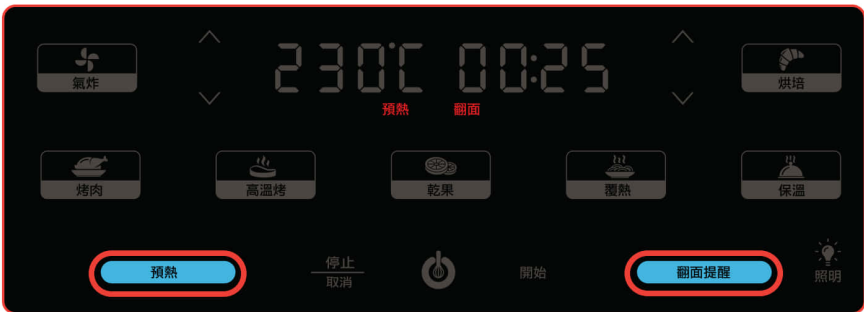 230℃ 00:25
預熱 翻面
氣炸
烘培
烤肉
高溫烤
乾果
覆熱
保溫
預熱
停止
取消
開始
翻面提醒
照明